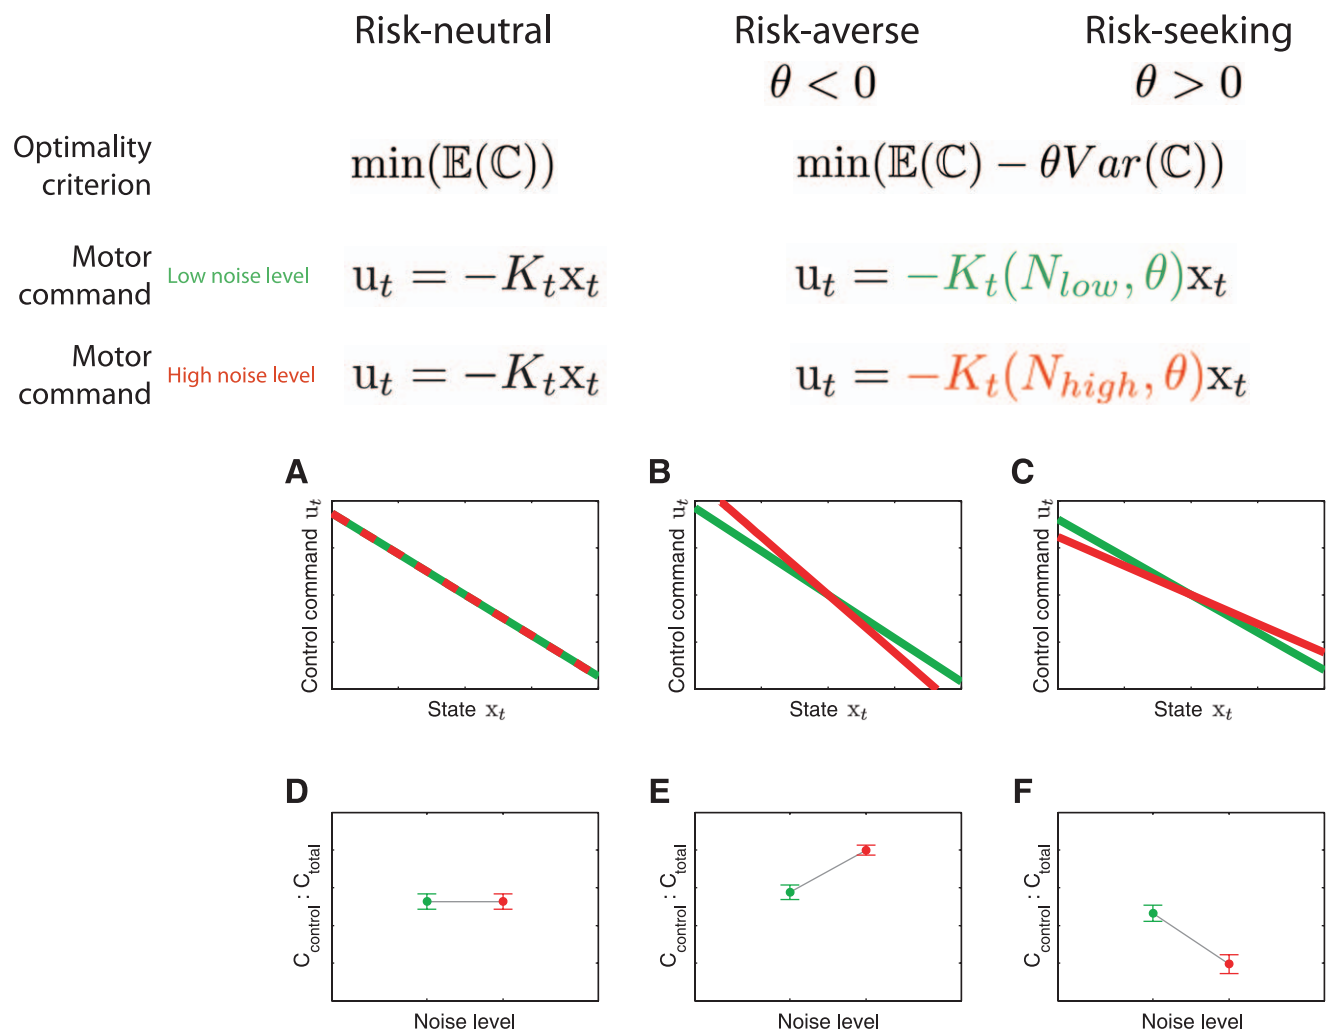 Risk-neutral Risk-averse Risk-seeking
θ < 0 θ > 0
Optimality
criterion
min(𝔼(ℂ)) min(𝔼(ℂ) − θVar(ℂ))
Motor
command
Low noise level
u_t = −K_t x_t u_t = −K_t(N_low, θ)x_t
Motor
command
High noise level
u_t = −K_t x_t u_t = −K_t(N_high, θ)x_t
A B C
Control command u_t
Control command u_t
Control command u_t
State x_t State x_t State x_t
D E F
C_control : C_total
C_control : C_total
C_control : C_total
Noise level Noise level Noise level